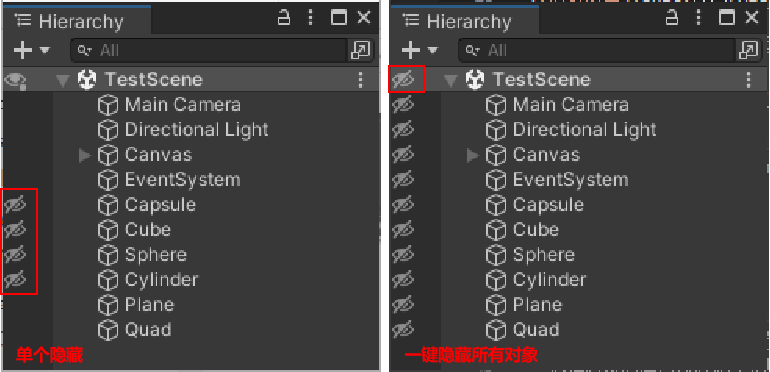 Hierarchy
All
TestScene
Main Camera
Directional Light
Canvas
EventSystem
Capsule
Cube
Sphere
Cylinder
Plane
Quad
单个隐藏
Hierarchy
All
TestScene
Main Camera
Directional Light
Canvas
EventSystem
Capsule
Cube
Sphere
Cylinder
Plane
Quad
一键隐藏所有对象